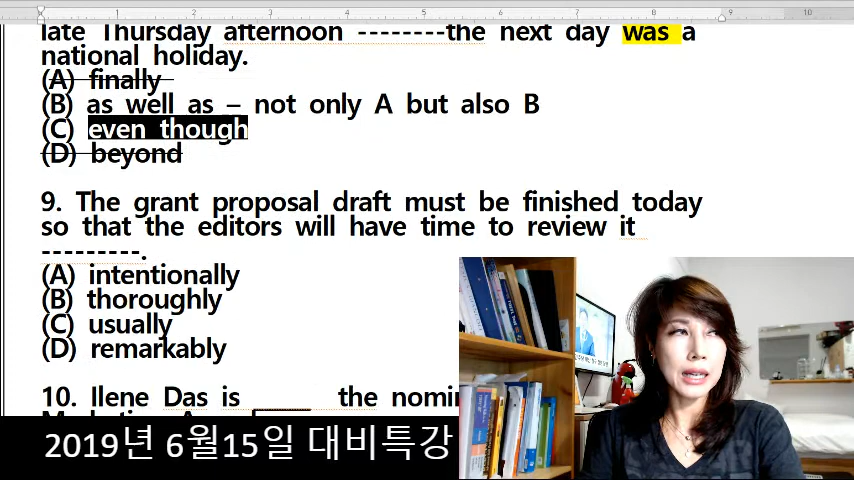 late Thursday afternoon --------the next day was a
national holiday.
(A) finally
(B) as well as – not only A but also B
(C) even though
(D) beyond
9. The grant proposal draft must be finished today
so that the editors will have time to review it
---------.
(A) intentionally
(B) thoroughly
(C) usually
(D) remarkably
10. Ilene Das is the
2019년 6월15일 대비특강